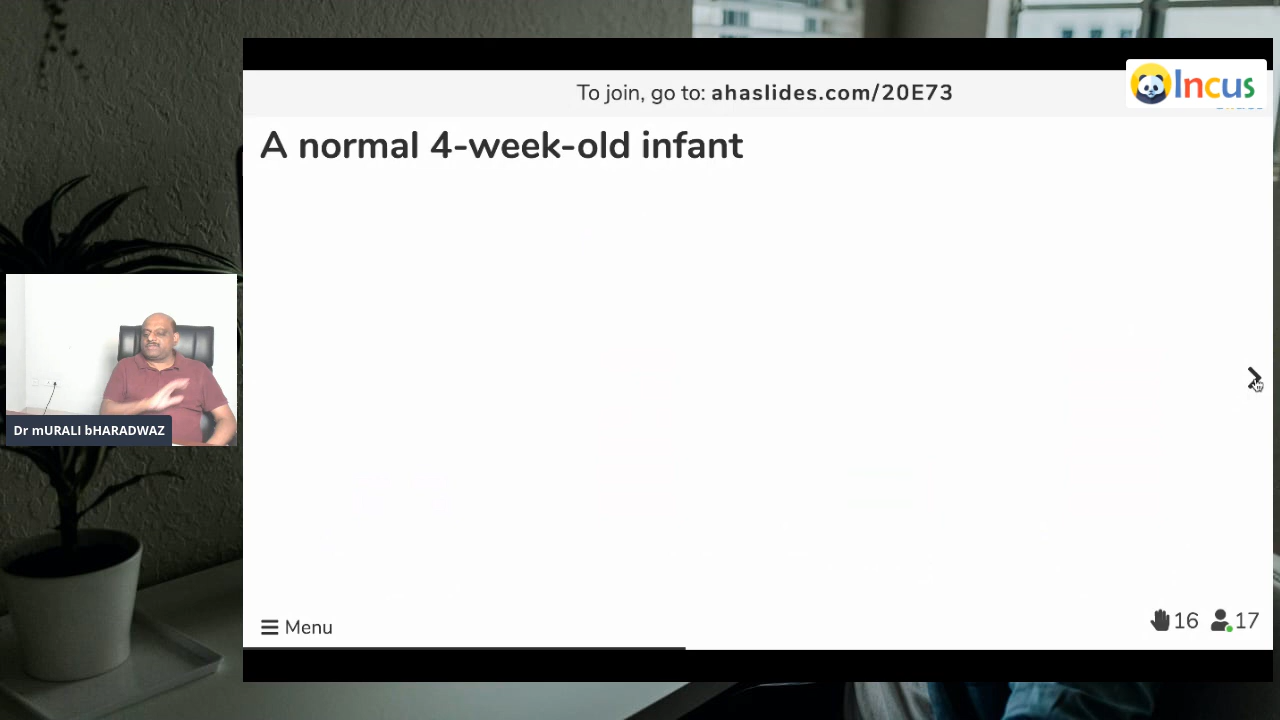 To join, go to: ahaslides.com/20E73
Incus
A normal 4-week-old infant
Dr mURALI bHARADWAZ
Menu
16 17